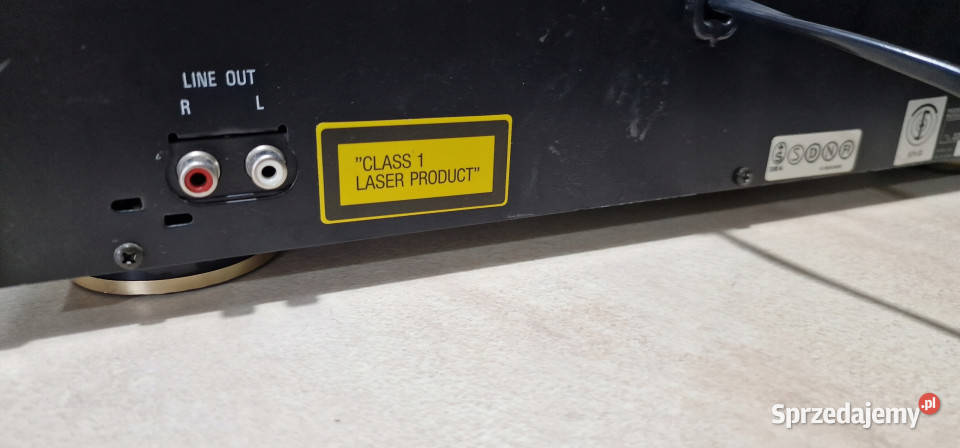 LINE OUT
R L
"CLASS 1
LASER PRODUCT"
S D N F
Sprzedajemy.pl